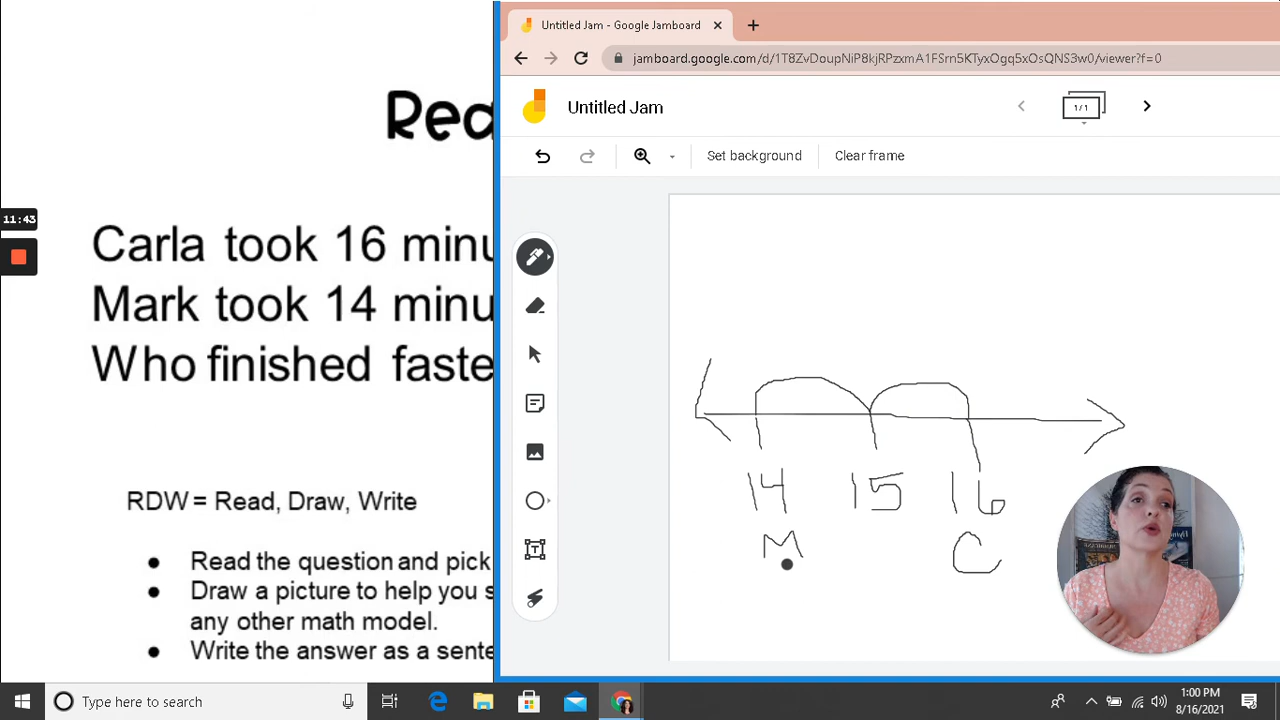 Untitled Jam - Google Jamboard
jamboard.google.com/d/1T8ZvDoupNiP8kjRPzxmA1FSrn5KTyxOgq5xOsQNS3w0/viewer?f=0
Untitled Jam
1/1
Set background
Clear frame
11:43
Carla took 16 minu
Mark took 14 minu
Who finished faste
RDW = Read, Draw, Write
Read the question and pick
Draw a picture to help you s
any other math model.
Write the answer as a sente
14 15 16
M C
Type here to search
1:00 PM
8/16/2021